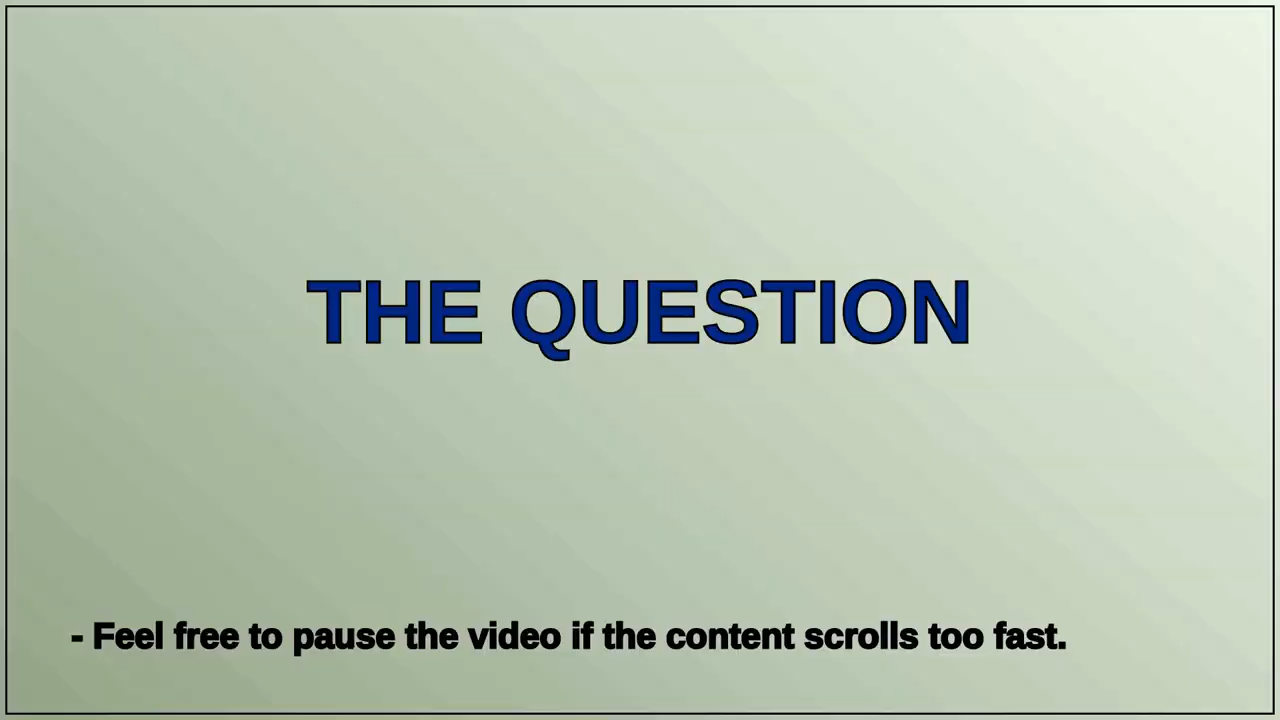 THE QUESTION
- Feel free to pause the video if the content scrolls too fast.